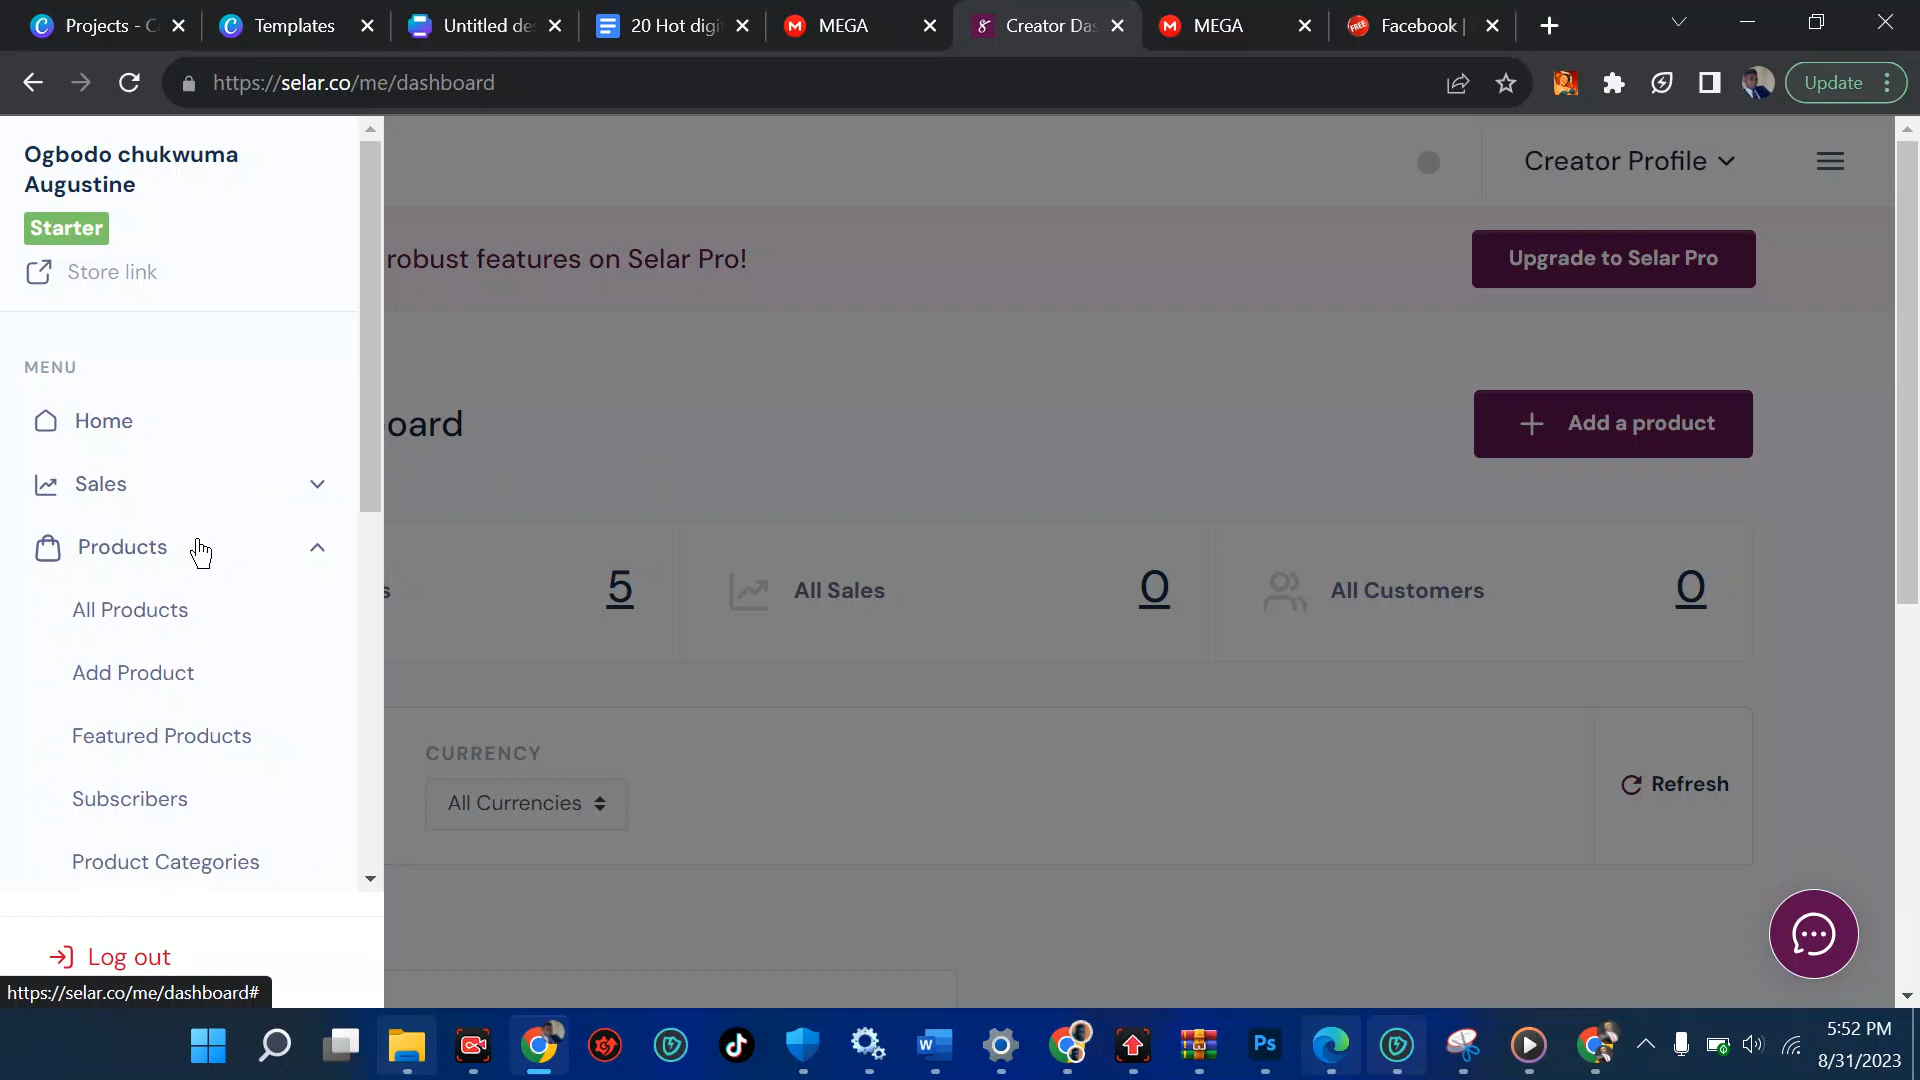 Projects - C
Templates
Untitled de
20 Hot digi
MEGA
Creator Das
MEGA
Facebook |
https://selar.co/me/dashboard
Update
Ogbodo chukwuma
Augustine
Starter
Store link
MENU
Home
Sales
Products
All Products
Add Product
Featured Products
Subscribers
Product Categories
Log out
https://selar.co/me/dashboard#
Creator Profile
robust features on Selar Pro!
Upgrade to Selar Pro
board
+ Add a product
s 5
All Sales 0
All Customers 0
CURRENCY
All Currencies
Refresh
5:52 PM
8/31/2023